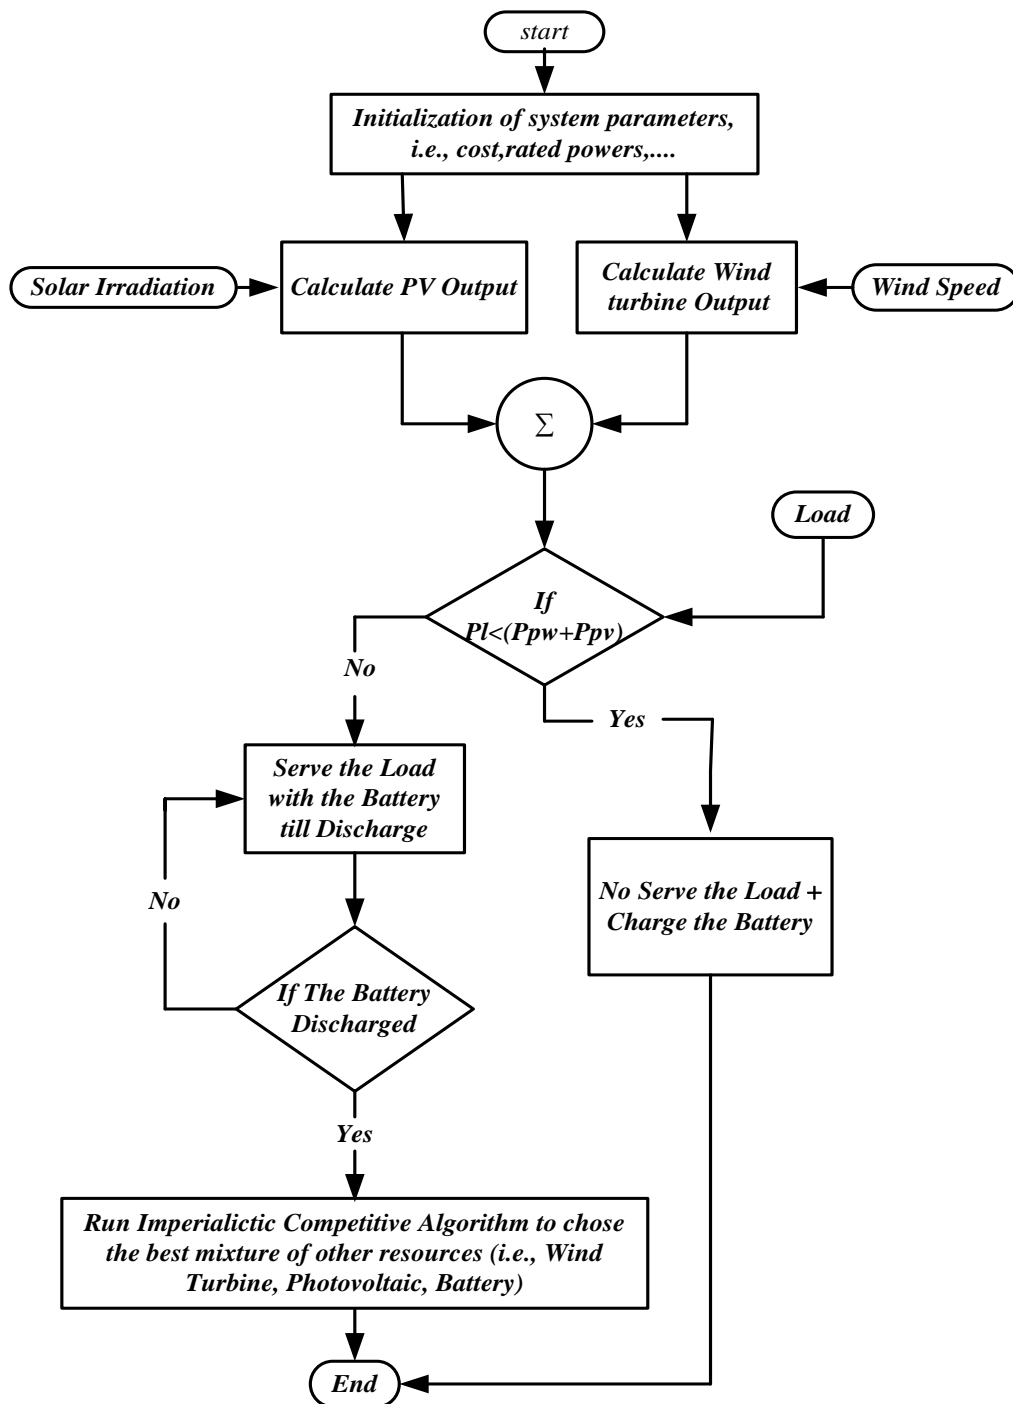 start
Initialization of system parameters,
i.e., cost,rated powers,....
Solar Irradiation
Calculate PV Output
Calculate Wind
turbine Output
Wind Speed
Σ
Load
If
Pl<(Ppw+Ppv)
No
Yes
Serve the Load
with the Battery
till Discharge
No Serve the Load +
Charge the Battery
No
If The Battery
Discharged
Yes
Run Imperialictic Competitive Algorithm to chose
the best mixture of other resources (i.e., Wind
Turbine, Photovoltaic, Battery)
End